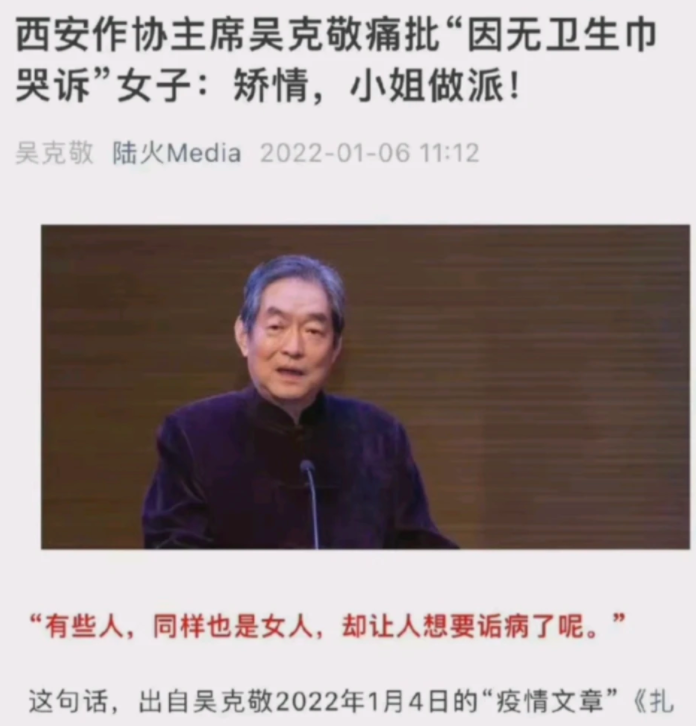 西安作协主席吴克敬痛批“因无卫生巾
哭诉”女子：矫情，小姐做派！
吴克敬 陆火Media 2022-01-06 11:12
“有些人，同样也是女人，却让人想要诟病了呢。”
这句话，出自吴克敬2022年1月4日的“疫情文章”《扎